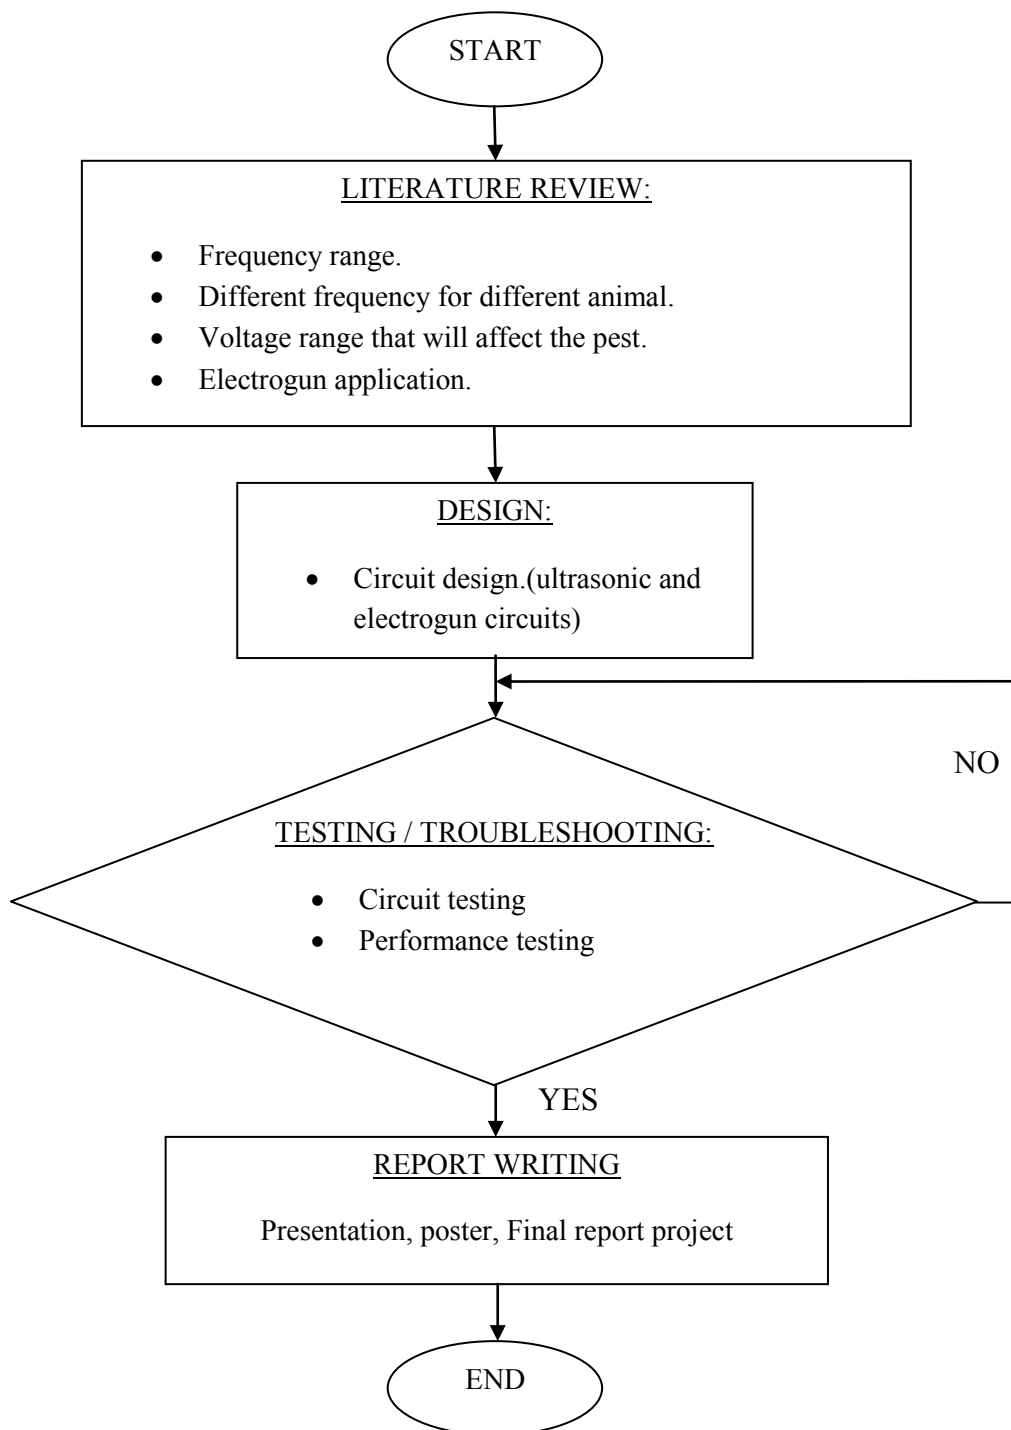 START
LITERATURE REVIEW:
• Frequency range.
• Different frequency for different animal.
• Voltage range that will affect the pest.
• Electrogun application.
DESIGN:
• Circuit design.(ultrasonic and
electrogun circuits)
NO
TESTING / TROUBLESHOOTING:
• Circuit testing
• Performance testing
YES
REPORT WRITING
Presentation, poster, Final report project
END